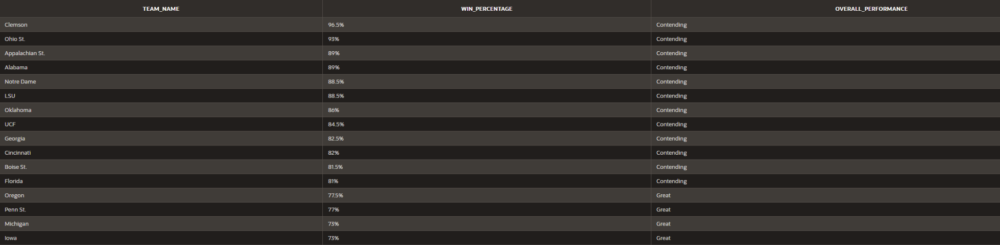 TEAM_NAME WIN_PERCENTAGE OVERALL_PERFORMANCE
Clemson 96.5% Contending
Ohio St. 93% Contending
Appalachian St. 89% Contending
Alabama 89% Contending
Notre Dame 88.5% Contending
LSU 88.5% Contending
Oklahoma 86% Contending
UCF 84.5% Contending
Georgia 82.5% Contending
Cincinnati 82% Contending
Boise St. 81.5% Contending
Florida 81% Contending
Oregon 77.5% Great
Penn St. 77% Great
Michigan 73% Great
Iowa 73% Great